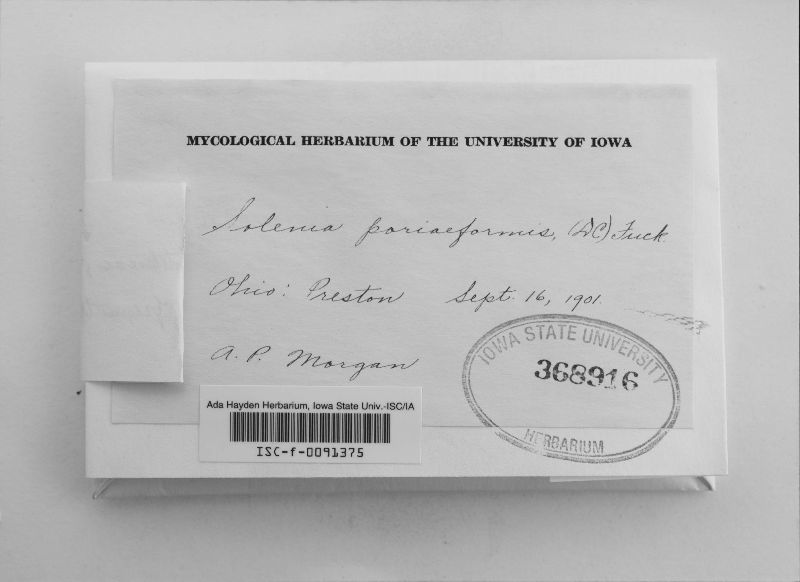 MYCOLOGICAL HERBARIUM OF THE UNIVERSITY OF IOWA
Solenia poriaeformis, (DC) Fuck.
Ohio: Preston Sept. 16, 1901.
A. P. Morgan
IOWA STATE UNIVERSITY
368916
HERBARIUM
Ada Hayden Herbarium, Iowa State Univ.-ISC/IA
ISC-f-0091375